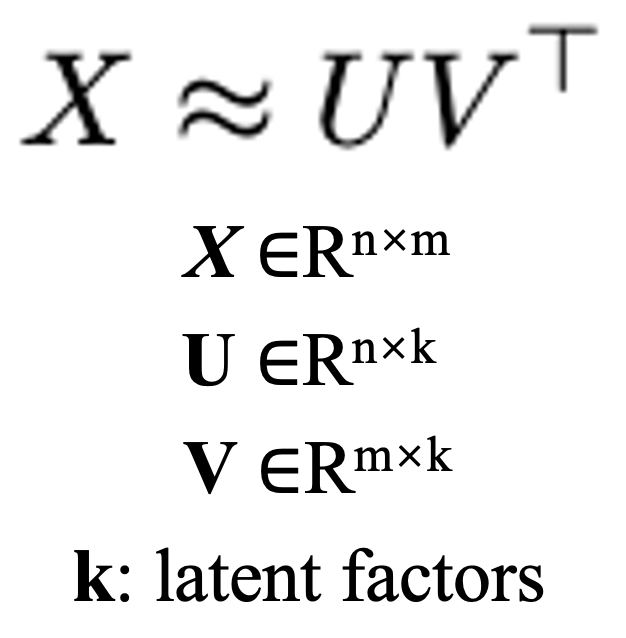 X ≈ UV⊤
X ∈Rⁿ×ᵐ
U ∈Rⁿ×ᵏ
V ∈Rᵐ×ᵏ
k: latent factors